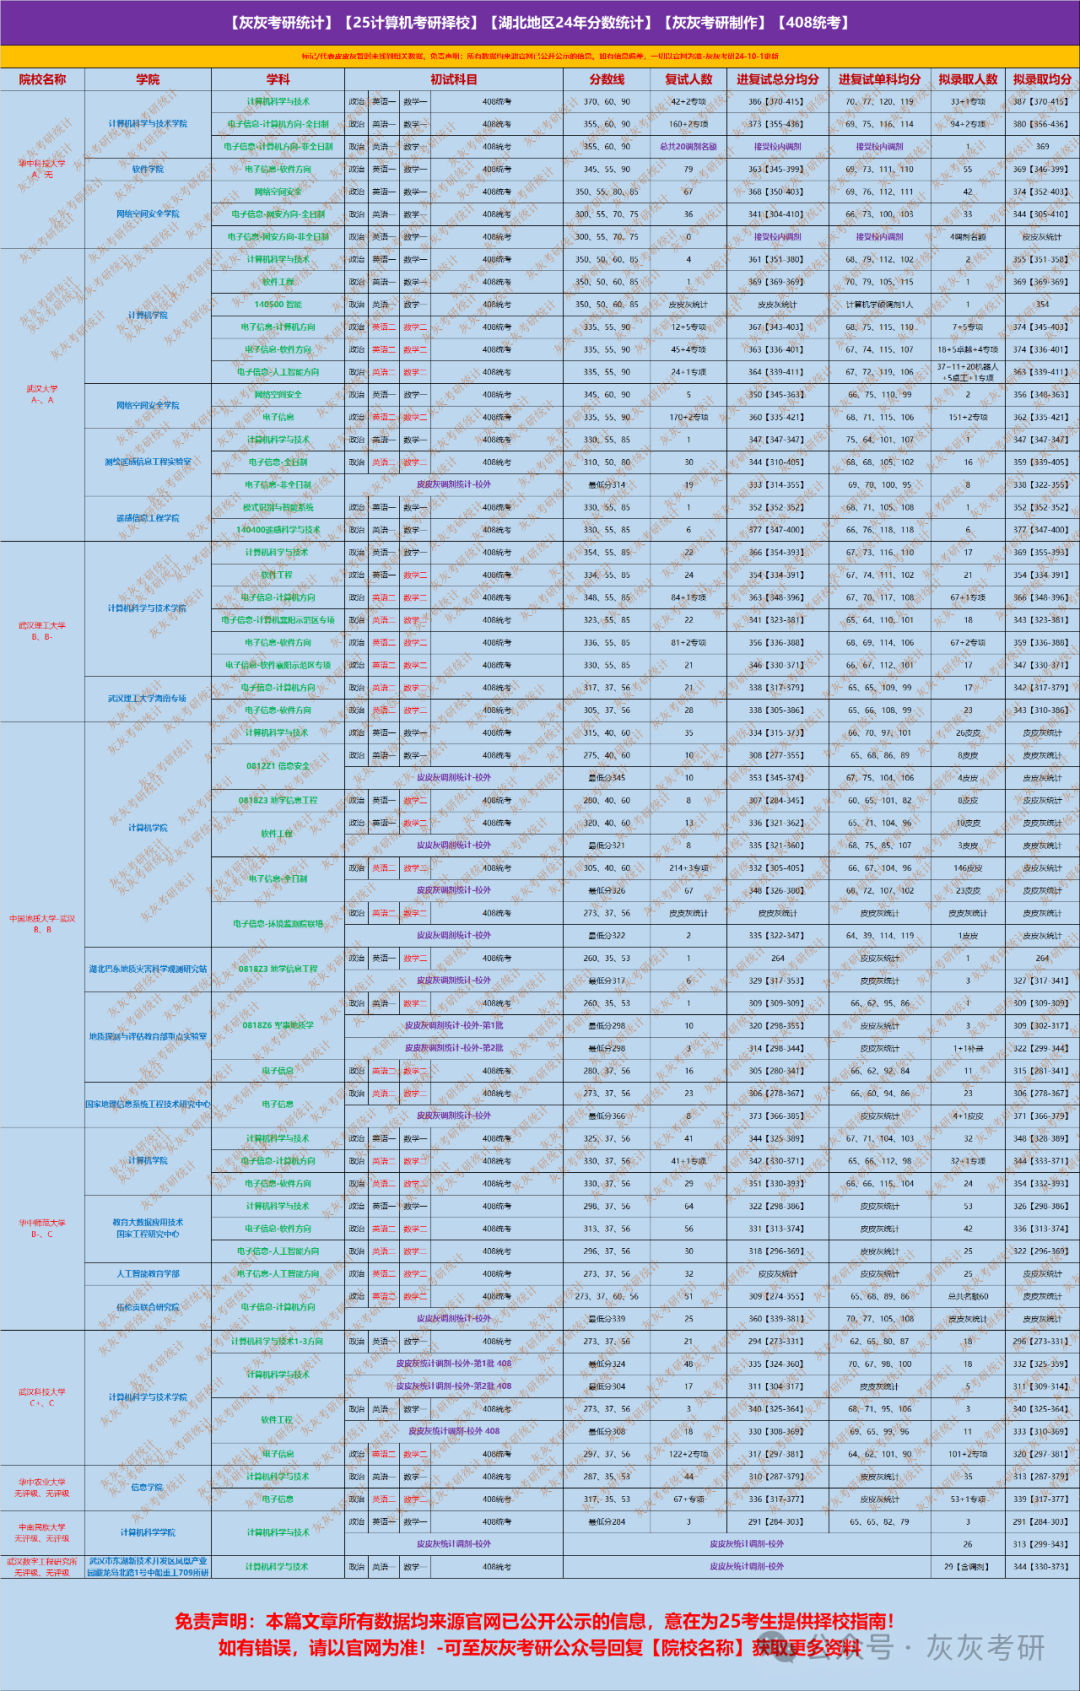 【灰灰考研统计】【25计算机考研择校】【湖北地区24年分数统计】【灰灰考研制作】【408统考】
院校名称 学院 学科 初试科目 分数线 复试人数 进复试总分均分 进复试单科均分 拟录取人数 拟录取均分
华中科技大学 A、无
计算机科学与技术学院
计算机科学与技术 政治 英语一 数学一 408统考 370、60、90 42+2专项 386【370-415】 70、77、120、119 33+1专项 387【370-415】
电子信息-计算机方向-全日制 政治 英语一 数学一 408统考 355、60、90 160+2专项 373【355-436】 69、75、116、114 94+2专项 380【356-436】
电子信息-计算机方向-非全日制 政治 英语一 数学一 408统考 355、60、90 总共20调剂名额 接受校内调剂 接受校内调剂 1 369
软件学院
电子信息-软件方向 政治 英语一 数学一 408统考 345、55、90 79 363【345-399】 69、73、111、110 55 369【346-399】
网络空间安全学院
网络空间安全 政治 英语一 数学一 408统考 350、55、80、85 67 368【350-403】 69、76、112、111 42 374【352-403】
电子信息-网安方向-全日制 政治 英语一 数学一 408统考 300、55、70、75 36 341【304-410】 66、73、100、103 33 344【305-410】
电子信息-网安方向-非全日制 政治 英语一 数学一 408统考 300、55、70、75 0 接受校内调剂 接受校内调剂 4调剂名额 皮皮灰统计
武汉大学 A-、A
计算机学院
计算机科学与技术 政治 英语一 数学一 408统考 350、50、60、85 4 361【351-380】 68、79、112、102 2 355【351-358】
软件工程 政治 英语一 数学一 408统考 350、50、60、85 1 369【369-369】 70、79、105、115 1 369【369-369】
140500 智能 政治 英语一 数学一 408统考 350、50、60、85 皮皮灰统计 皮皮灰统计 计算机学硕调剂1人 1 354
电子信息-计算机方向 政治 英语二 数学二 408统考 335、55、90 12+5专项 367【343-403】 68、75、115、110 7+5专项 374【345-403】
电子信息-软件方向 政治 英语二 数学二 408统考 335、55、90 45+4专项 363【336-401】 67、74、115、107 18+5卓越+4专项 374【336-401】
电子信息-人工智能方向 政治 英语二 数学二 408统考 335、55、90 24+1专项 364【339-411】 67、72、119、106 37-11+20机器人+5卓工+1专项 363【339-411】
网络空间安全学院
网络空间安全 政治 英语一 数学一 408统考 345、60、90 5 350【345-363】 66、75、110、99 2 356【348-363】
电子信息 政治 英语二 数学二 408统考 335、55、90 170+2专项 360【335-421】 68、71、115、106 151+2专项 362【335-421】
测绘遥感信息工程实验室
计算机科学与技术 政治 英语一 数学一 408统考 330、55、85 1 347【347-347】 75、64、101、107 1 347【347-347】
电子信息-全日制 政治 英语二 数学二 408统考 310、50、80 30 344【310-405】 68、68、105、102 16 359【339-405】
电子信息-非全日制 皮皮灰调剂统计-校外 最低分314 19 333【314-355】 69、70、100、95 8 338【322-355】
遥感信息工程学院
模式识别与智能系统 政治 英语一 数学一 408统考 330、55、85 1 352【352-352】 68、71、105、108 1 352【352-352】
140400遥感科学与技术 政治 英语一 数学一 408统考 330、55、85 6 377【347-400】 66、76、118、118 6 377【347-400】
武汉理工大学 B、B-
计算机科学与技术学院
计算机科学与技术 政治 英语一 数学一 408统考 354、55、85 22 366【354-393】 67、73、116、110 17 369【355-393】
软件工程 政治 英语一 数学二 408统考 334、55、85 24 354【334-391】 67、74、111、102 21 354【334-391】
电子信息-计算机方向 政治 英语二 数学二 408统考 348、55、85 84+1专项 363【348-396】 67、70、117、108 67+1专项 366【348-396】
电子信息-计算机襄阳示范区专项 政治 英语二 数学二 408统考 323、55、85 22 341【323-381】 65、64、110、101 18 343【323-381】
电子信息-软件方向 政治 英语二 数学二 408统考 336、55、85 81+2专项 356【336-388】 68、69、114、106 67+2专项 359【336-388】
电子信息-软件襄阳示范区专项 政治 英语二 数学二 408统考 330、55、85 21 346【330-371】 66、67、112、101 17 347【330-371】
武汉理工大学海南专项
电子信息-计算机方向 政治 英语二 数学二 408统考 317、37、56 21 338【317-379】 65、65、109、99 17 342【317-379】
电子信息-软件方向 政治 英语二 数学二 408统考 305、37、56 28 338【305-386】 65、66、108、99 23 343【310-386】
中国地质大学-武汉 B、B
计算机学院
计算机科学与技术 政治 英语一 数学一 408统考 315、40、60 35 334【315-373】 66、70、97、101 26皮皮 皮皮灰统计
0812Z1 信息安全 政治 英语一 数学一 408统考 275、40、60 10 308【277-355】 65、68、86、89 8皮皮 皮皮灰统计
皮皮灰调剂统计-校外 最低分345 10 353【345-374】 67、75、104、106 4皮皮 皮皮灰统计
0818Z3 地学信息工程 政治 英语一 数学二 408统考 280、40、60 8 307【284-345】 60、65、101、82 8皮皮 皮皮灰统计
软件工程 政治 英语一 数学二 408统考 320、40、60 13 336【321-362】 65、71、104、96 10皮皮 皮皮灰统计
皮皮灰调剂统计-校外 最低分321 8 335【321-360】 68、75、85、107 3皮皮 皮皮灰统计
电子信息-全日制 政治 英语二 数学二 408统考 305、40、60 214+3专项 332【305-405】 66、67、104、96 146皮皮 皮皮灰统计
皮皮灰调剂统计-校外 最低分326 67 348【326-380】 68、72、107、102 23皮皮 皮皮灰统计
电子信息-环境监测院联培 政治 英语二 数学二 408统考 273、37、56 皮皮灰统计 皮皮灰统计 皮皮灰统计 皮皮灰统计 皮皮灰统计
皮皮灰调剂统计-校外 最低分322 2 335【322-347】 64、39、114、119 1皮皮 皮皮灰统计
湖北巴东地质灾害科学观测研究站
0818Z3 地学信息工程 政治 英语一 数学二 408统考 260、35、53 1 264 皮皮灰统计 1 264
皮皮灰调剂统计-校外 最低分317 6 329【317-353】 皮皮灰统计 3 327【317-341】
地质探测与评估教育部重点实验室
0818Z6 军事地质学 政治 英语一 数学二 408统考 260、35、53 1 309【309-309】 66、62、95、86 1 309【309-309】
皮皮灰调剂统计-校外-第1批 最低分298 10 320【298-355】 皮皮灰统计 3 309【302-317】
皮皮灰调剂统计-校外-第2批 最低分298 3 314【298-344】 皮皮灰统计 1+1补录 322【299-344】
电子信息 政治 英语二 数学二 408统考 280、37、56 16 305【280-341】 66、62、92、84 11 315【281-341】
国家地理信息系统工程技术研究中心
电子信息 政治 英语二 数学二 408统考 273、37、56 23 306【278-367】 66、60、94、86 23 306【278-367】
皮皮灰调剂统计-校外 最低分366 8 373【366-385】 皮皮灰统计 4+1皮皮 371【366-379】
华中师范大学 B-、C
计算机学院
计算机科学与技术 政治 英语一 数学一 408统考 325、37、56 41 344【325-389】 67、71、104、103 32 348【328-389】
电子信息-计算机方向 政治 英语二 数学二 408统考 330、37、56 41+1专项 342【330-371】 65、66、112、98 32+1专项 344【333-371】
电子信息-软件方向 政治 英语二 数学二 408统考 330、37、56 29 351【330-393】 66、66、115、104 24 354【332-393】
教育大数据应用技术国家工程研究中心
计算机科学与技术 政治 英语一 数学一 408统考 298、37、56 64 322【298-386】 皮皮灰统计 53 326【298-386】
电子信息-软件方向 政治 英语二 数学二 408统考 313、37、56 56 331【313-374】 皮皮灰统计 42 336【313-374】
电子信息-人工智能方向 政治 英语二 数学二 408统考 296、37、56 30 318【296-369】 皮皮灰统计 25 322【296-369】
人工智能教育学部
电子信息-人工智能方向 政治 英语二 数学二 408统考 273、37、56 32 皮皮灰统计 皮皮灰统计 25 皮皮灰统计
伍伦贡联合研究院
电子信息-计算机方向 政治 英语二 数学二 408统考 273、37、60、56 51 309【274-355】 65、68、89、86 总共名额60 皮皮灰统计
皮皮灰调剂统计-校外 最低分339 25 360【339-381】 70、77、105、108 皮皮灰统计 皮皮灰统计
武汉科技大学 C+、C
计算机科学与技术学院
计算机科学与技术1-3方向 政治 英语一 数学一 408统考 273、37、56 21 294【273-331】 62、65、80、87 18 296【273-331】
计算机科学与技术 皮皮灰统计调剂-校外-第1批 408 最低分324 48 335【324-360】 70、67、98、100 18 332【325-359】
皮皮灰统计调剂-校外-第2批 408 最低分304 17 311【304-317】 皮皮灰统计 5 311【309-314】
软件工程 政治 英语一 数学一 408统考 273、37、56 3 340【325-364】 68、71、95、106 3 340【325-364】
皮皮灰统计调剂-校外 408 最低分308 18 330【308-369】 69、65、99、96 11 333【310-369】
电子信息 政治 英语二 数学二 408统考 297、37、56 122+2专项 317【297-381】 64、62、101、90 101+2专项 320【297-381】
华中农业大学 无评级、无评级
信息学院
计算机科学与技术 政治 英语一 数学一 408统考 287、35、53 44 310【287-379】 皮皮灰统计 35 313【287-379】
电子信息 政治 英语二 数学二 408统考 317、35、53 67+专项 336【317-377】 皮皮灰统计 53+1专项 339【317-377】
中南民族大学 无评级、无评级
计算机科学学院
计算机科学与技术 政治 英语一 数学一 408统考 最低分284 3 291【284-303】 65、65、82、79 3 291【284-303】
皮皮灰统计调剂-校外 皮皮灰统计调剂-校外 26 313【299-343】
武汉数字工程研究所 无评级、无评级
武汉市东湖新技术开发区凤凰产业园藏龙岛北路1号中船重工709所研
计算机科学与技术 政治 英语一 数学一 408统考 皮皮灰统计调剂-校外 29【含调剂】 344【330-373】
免责声明：本篇文章所有数据均来源官网已公开公示的信息，意在为25考生提供择校指南！
如有错误，请以官网为准！-可至灰灰考研公众号回复【院校名称】获取更多资料
公众号 · 灰灰考研